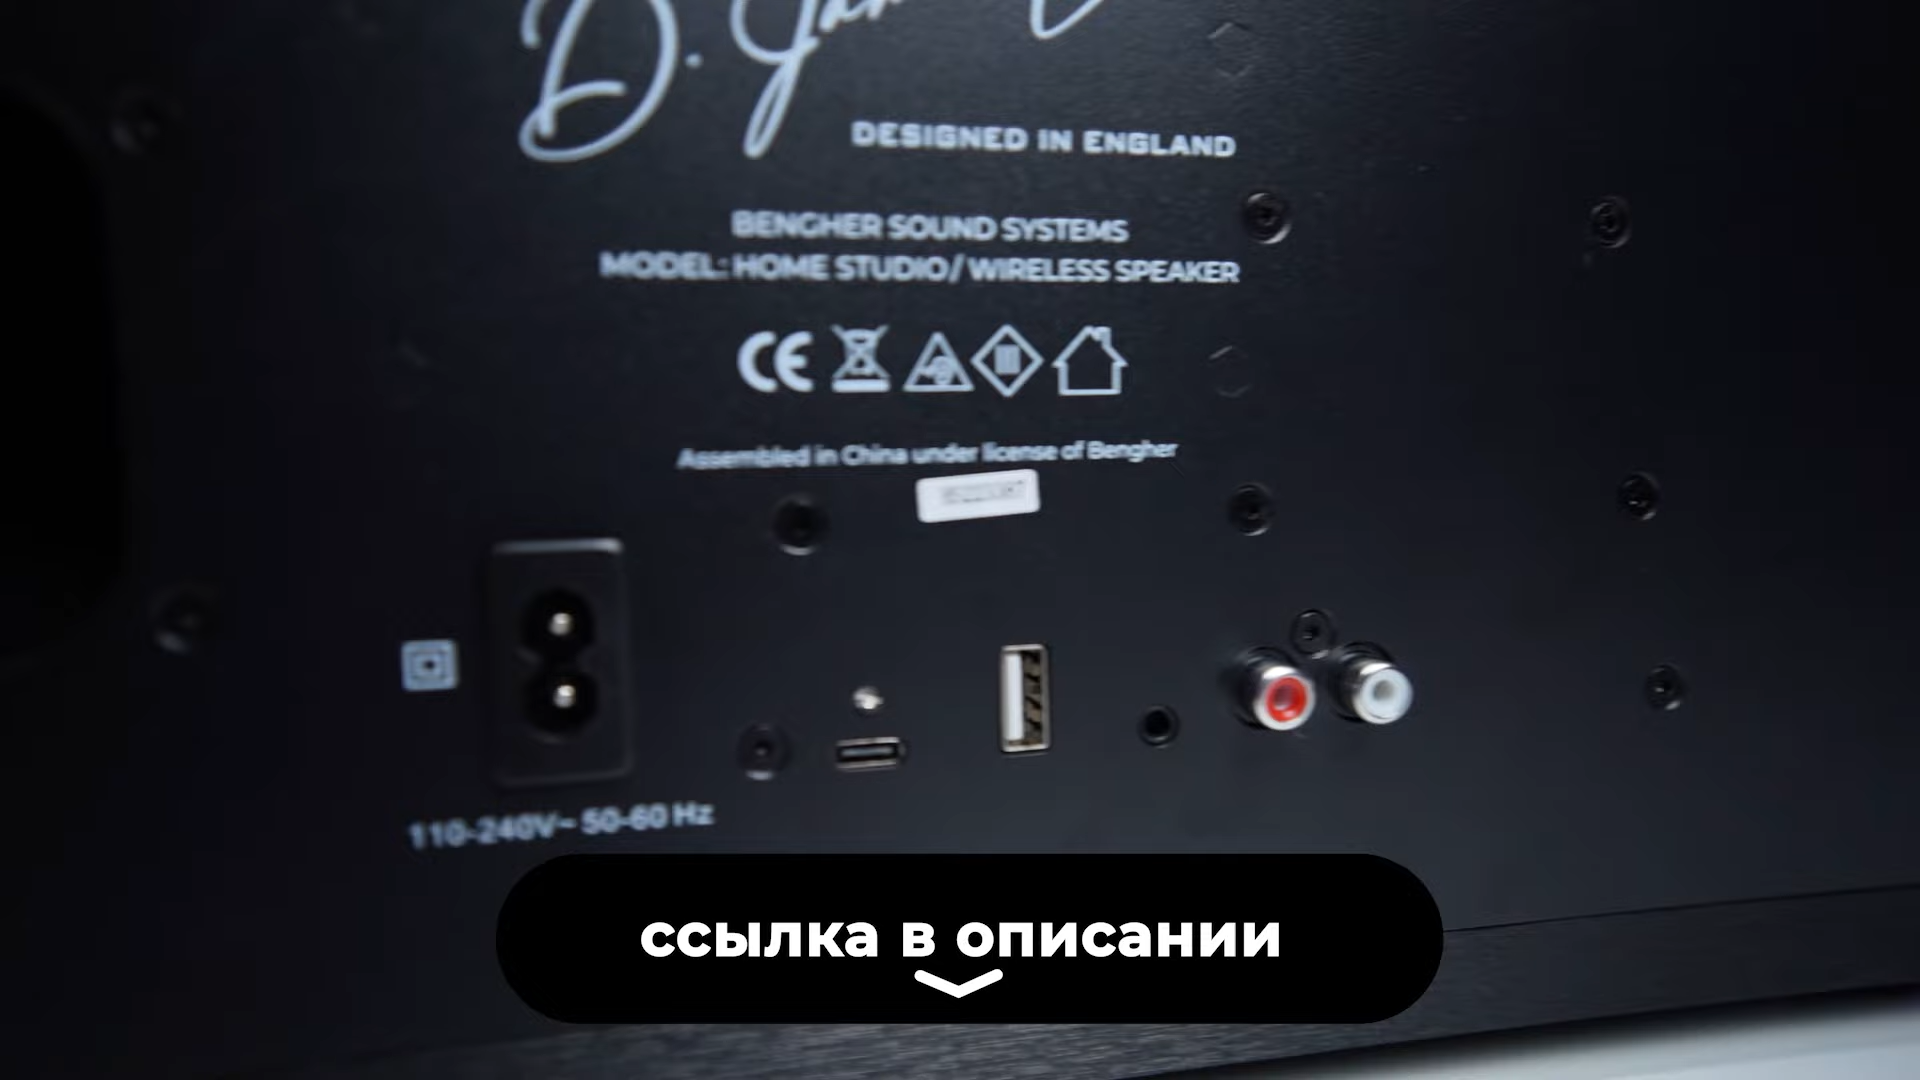 DESIGNED IN ENGLAND
BENGHER SOUND SYSTEMS
MODEL: HOME STUDIO / WIRELESS SPEAKER
CE
Assembled in China under license of Bengher
110-240V~ 50-60 Hz
ссылка в описании